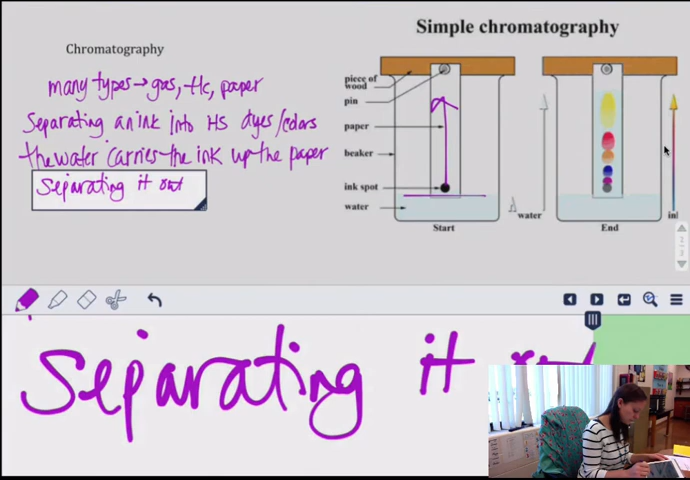 Simple chromatography
Chromatography
many types → gas, tlc, paper
Separating an ink into its dyes/colors
the water carries the ink up the paper
Separating it out
piece of
wood
pin
paper
beaker
ink spot
water
Start
water
End
ink
Separating it out